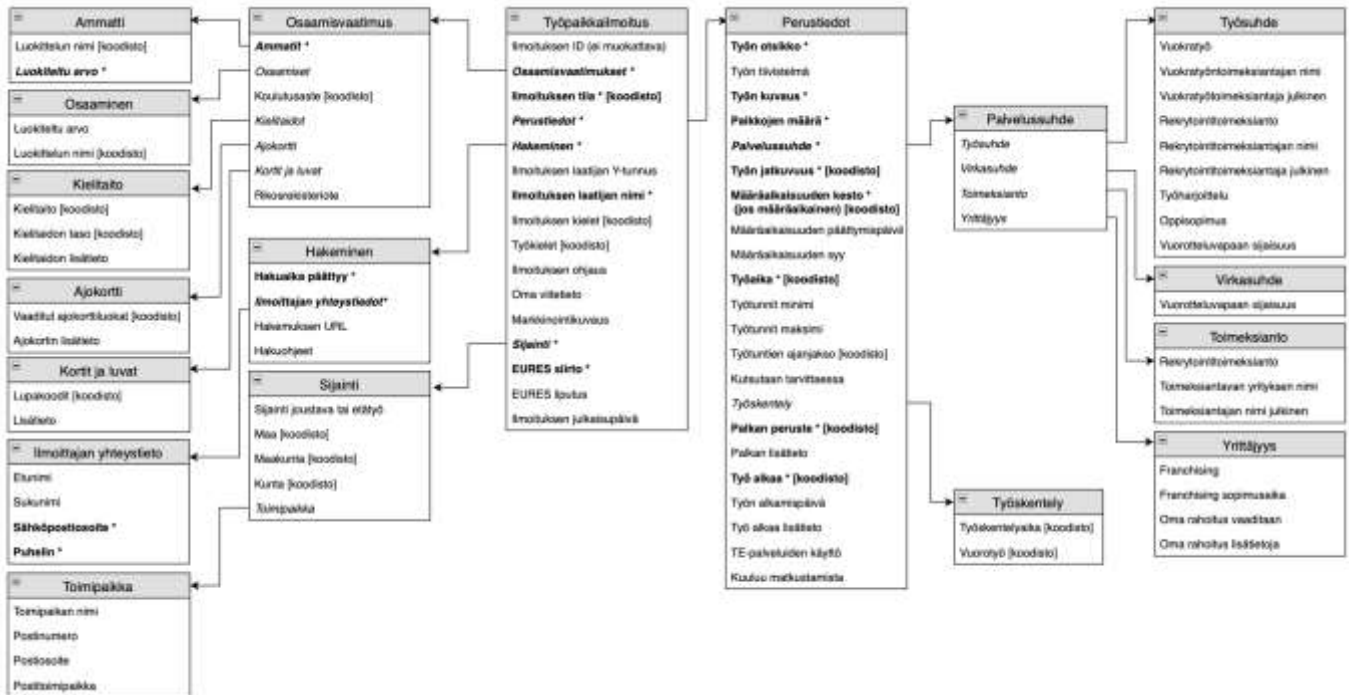 Ammatti
Luokittelun nimi [koodisto]
Luokiteltu arvo *
Osaaminen
Luokiteltu arvo
Luokittelun nimi [koodisto]
Kielitaito
Kielitaito [koodisto]
Kielitaidon taso [koodisto]
Kielitaidon lisätieto
Ajokortti
Vaaditut ajokorttiluokat [koodisto]
Ajokortin lisätieto
Kortit ja luvat
Lupakoodit [koodisto]
Lisätieto
Ilmoittajan yhteystieto
Etunimi
Sukunimi
Sähköpostiosoite *
Puhelin *
Toimipaikka
Toimipaikan nimi
Postinumero
Postiosoite
Postitoimipaikka
Osaamisvaatimus
Ammatit *
Osaamiset
Koulutusaste [koodisto]
Kielitaidot
Ajokortti
Kortit ja luvat
Rikosrekisteriote
Hakeminen
Hakuaika päättyy *
Ilmoittajan yhteystiedot*
Hakemuksen URL
Hakuohjeet
Sijainti
Sijainti joustava tai etätyö
Maa [koodisto]
Maakunta [koodisto]
Kunta [koodisto]
Toimipaikka
Työpaikkailmoitus
Ilmoituksen ID (ei muokattava)
Osaamisvaatimukset *
Ilmoituksen tila * [koodisto]
Perustiedot *
Hakeminen *
Ilmoituksen laatijan Y-tunnus
Ilmoituksen laatijan nimi *
Ilmoituksen kielet [koodisto]
Työkielet [koodisto]
Ilmoituksen ohjaus
Oma viitetieto
Markkinointikuvaus
Sijainti *
EURES siirto *
EURES liputus
Ilmoituksen julkaisupäivä
Perustiedot
Työn otsikko *
Työn tiivistelmä
Työn kuvaus *
Paikkojen määrä *
Palvelussuhde *
Työn jatkuvuus * [koodisto]
Määräaikaisuuden kesto *
(jos määräaikainen) [koodisto]
Määräaikaisuuden päättymispäivä
Määräaikaisuuden syy
Työaika * [koodisto]
Työtunnit minimi
Työtunnit maksimi
Työtuntien ajanjakso [koodisto]
Kutsutaan tarvittaessa
Työskentely
Palkan peruste * [koodisto]
Palkan lisätieto
Työ alkaa * [koodisto]
Työn alkamispäivä
Työ alkaa lisätieto
TE-palveluiden käyttö
Kuuluu matkustamista
Palvelussuhde
Työsuhde
Virkasuhde
Toimeksianto
Yrittäjyys
Työskentely
Työskentelyaika [koodisto]
Vuorotyö [koodisto]
Työsuhde
Vuokratyö
Vuokratyöntoimeksiantajan nimi
Vuokratyötoimeksiantaja julkinen
Rekrytointitoimeksianto
Rekrytointitoimeksiantajan nimi
Rekrytointitoimeksiantaja julkinen
Työharjoittelu
Oppisopimus
Vuorotteluvapaan sijaisuus
Virkasuhde
Vuorotteluvapaan sijaisuus
Toimeksianto
Rekrytointitoimeksianto
Toimeksiantavan yrityksen nimi
Toimeksiantajan nimi julkinen
Yrittäjyys
Franchising
Franchising sopimusaika
Oma rahoitus vaaditaan
Oma rahoitus lisätietoja